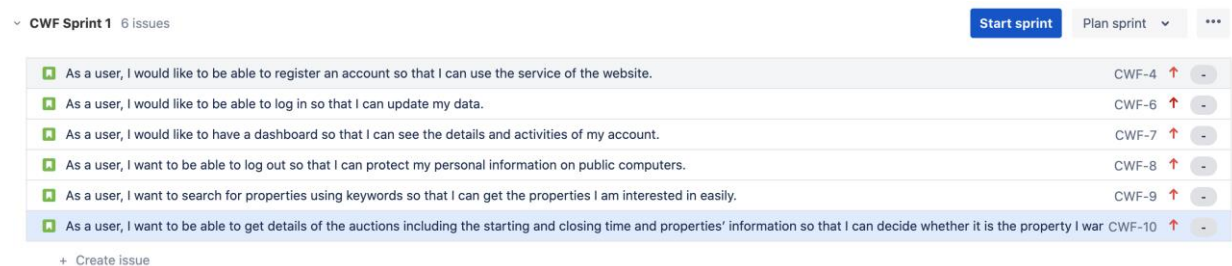 CWF Sprint 1 6 issues Start sprint Plan sprint •••
As a user, I would like to be able to register an account so that I can use the service of the website. CWF-4 -
As a user, I would like to be able to log in so that I can update my data. CWF-6 -
As a user, I would like to have a dashboard so that I can see the details and activities of my account. CWF-7 -
As a user, I want to be able to log out so that I can protect my personal information on public computers. CWF-8 -
As a user, I want to search for properties using keywords so that I can get the properties I am interested in easily. CWF-9 -
As a user, I want to be able to get details of the auctions including the starting and closing time and properties' information so that I can decide whether it is the property I war CWF-10 -
+ Create issue